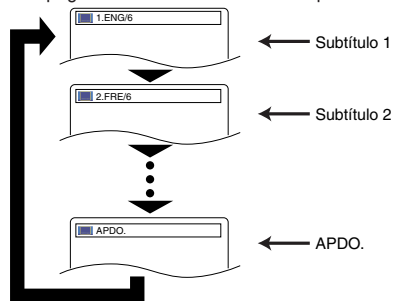 1.ENG/6
Subtítulo 1
2.FRE/6
Subtítulo 2
APDO.
APDO.